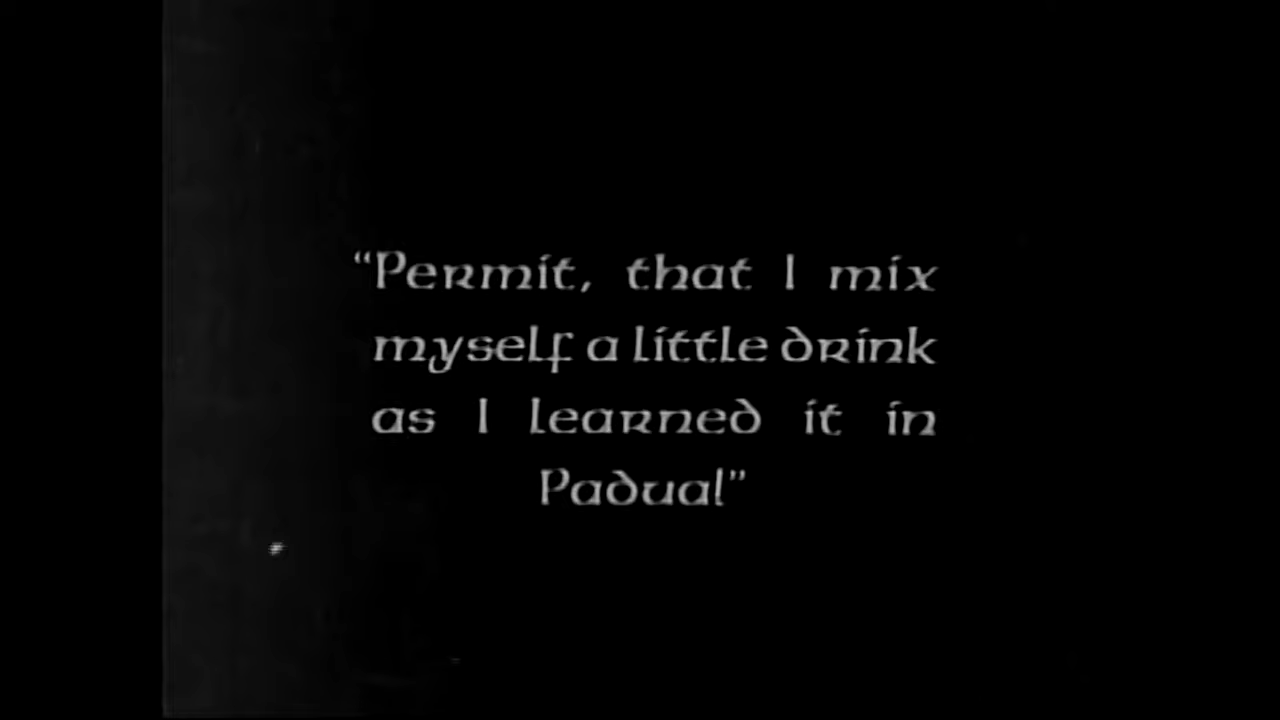 “Permit, that I mix
myself a little drink
as I learned it in
Padua!”